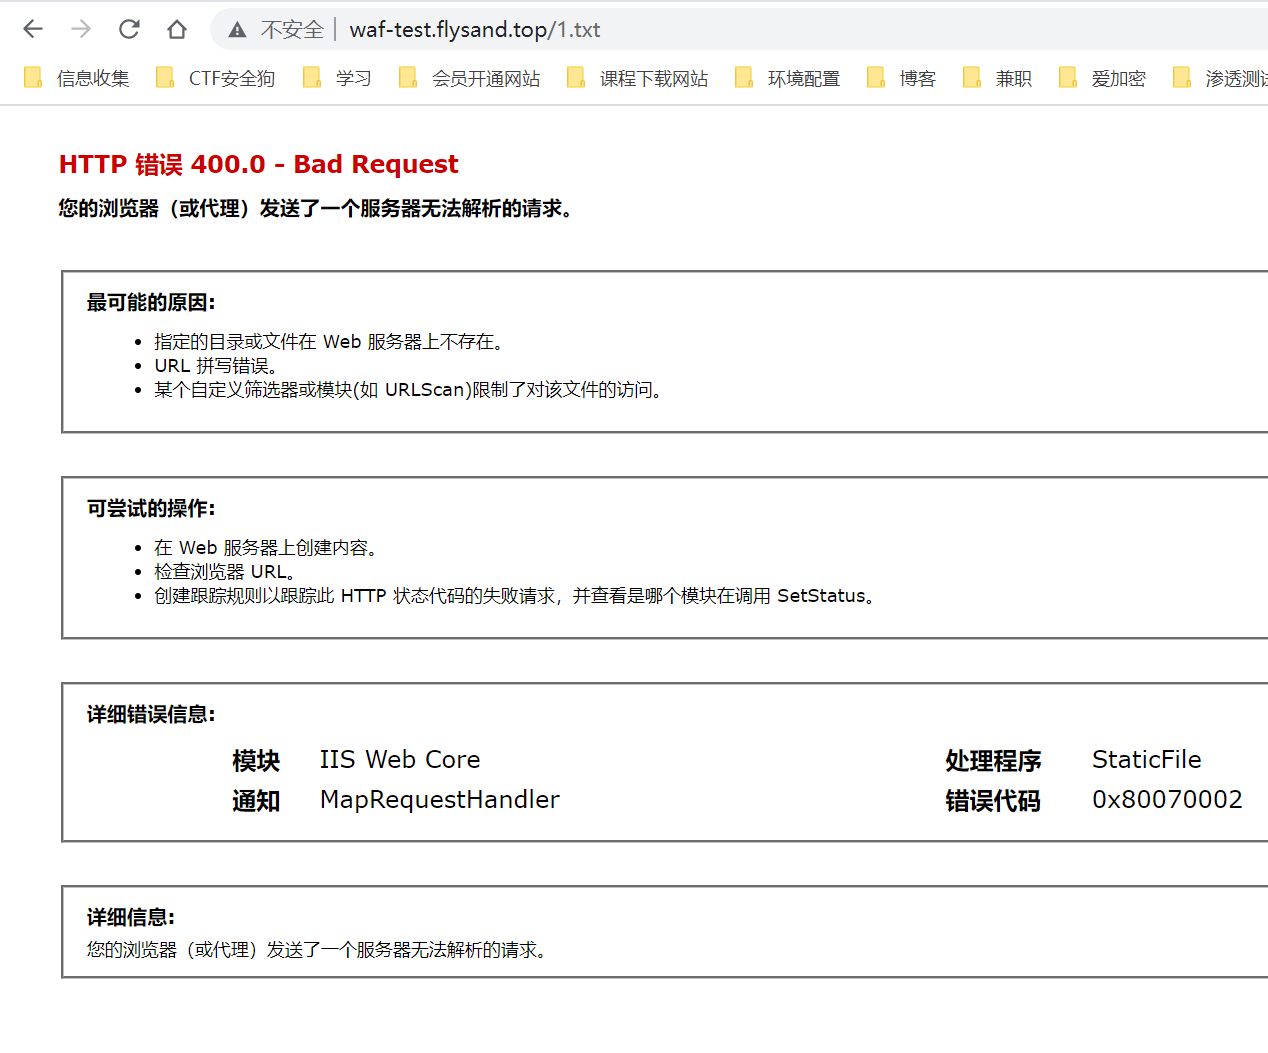 不安全 | waf-test.flysand.top/1.txt
信息收集 CTF安全狗 学习 会员开通网站 课程下载网站 环境配置 博客 兼职 爱加密 渗透测
HTTP 错误 400.0 - Bad Request
您的浏览器（或代理）发送了一个服务器无法解析的请求。
最可能的原因:
• 指定的目录或文件在 Web 服务器上不存在。
• URL 拼写错误。
• 某个自定义筛选器或模块(如 URLScan)限制了对该文件的访问。
可尝试的操作:
• 在 Web 服务器上创建内容。
• 检查浏览器 URL。
• 创建跟踪规则以跟踪此 HTTP 状态代码的失败请求，并查看是哪个模块在调用 SetStatus。
详细错误信息:
模块 IIS Web Core 处理程序 StaticFile
通知 MapRequestHandler 错误代码 0x80070002
详细信息:
您的浏览器（或代理）发送了一个服务器无法解析的请求。